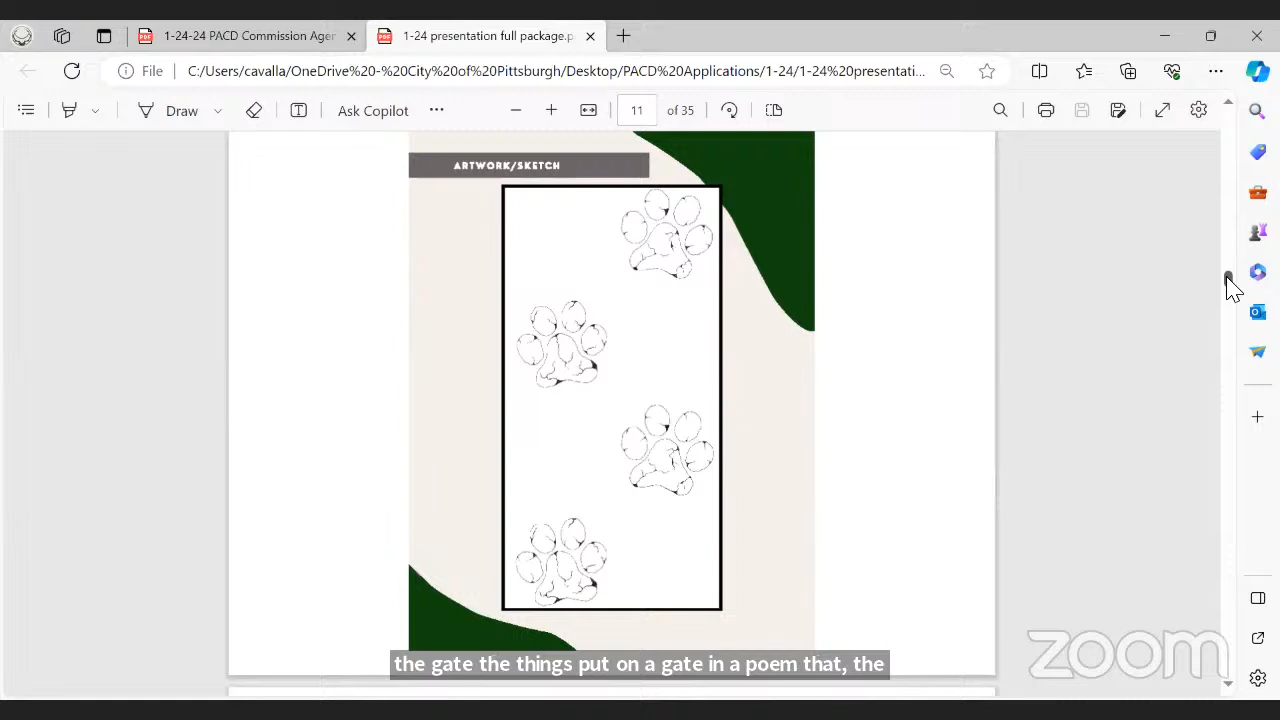 1-24-24 PACD Commission Ager
1-24 presentation full package.p
File
C:/Users/cavalla/OneDrive%20-%20City%20of%20Pittsburgh/Desktop/PACD%20Applications/1-24/1-24%20presentati...
Draw
Ask Copilot
11
of 35
ARTWORK/SKETCH
the gate the things put on a gate in a poem that, the
zoom